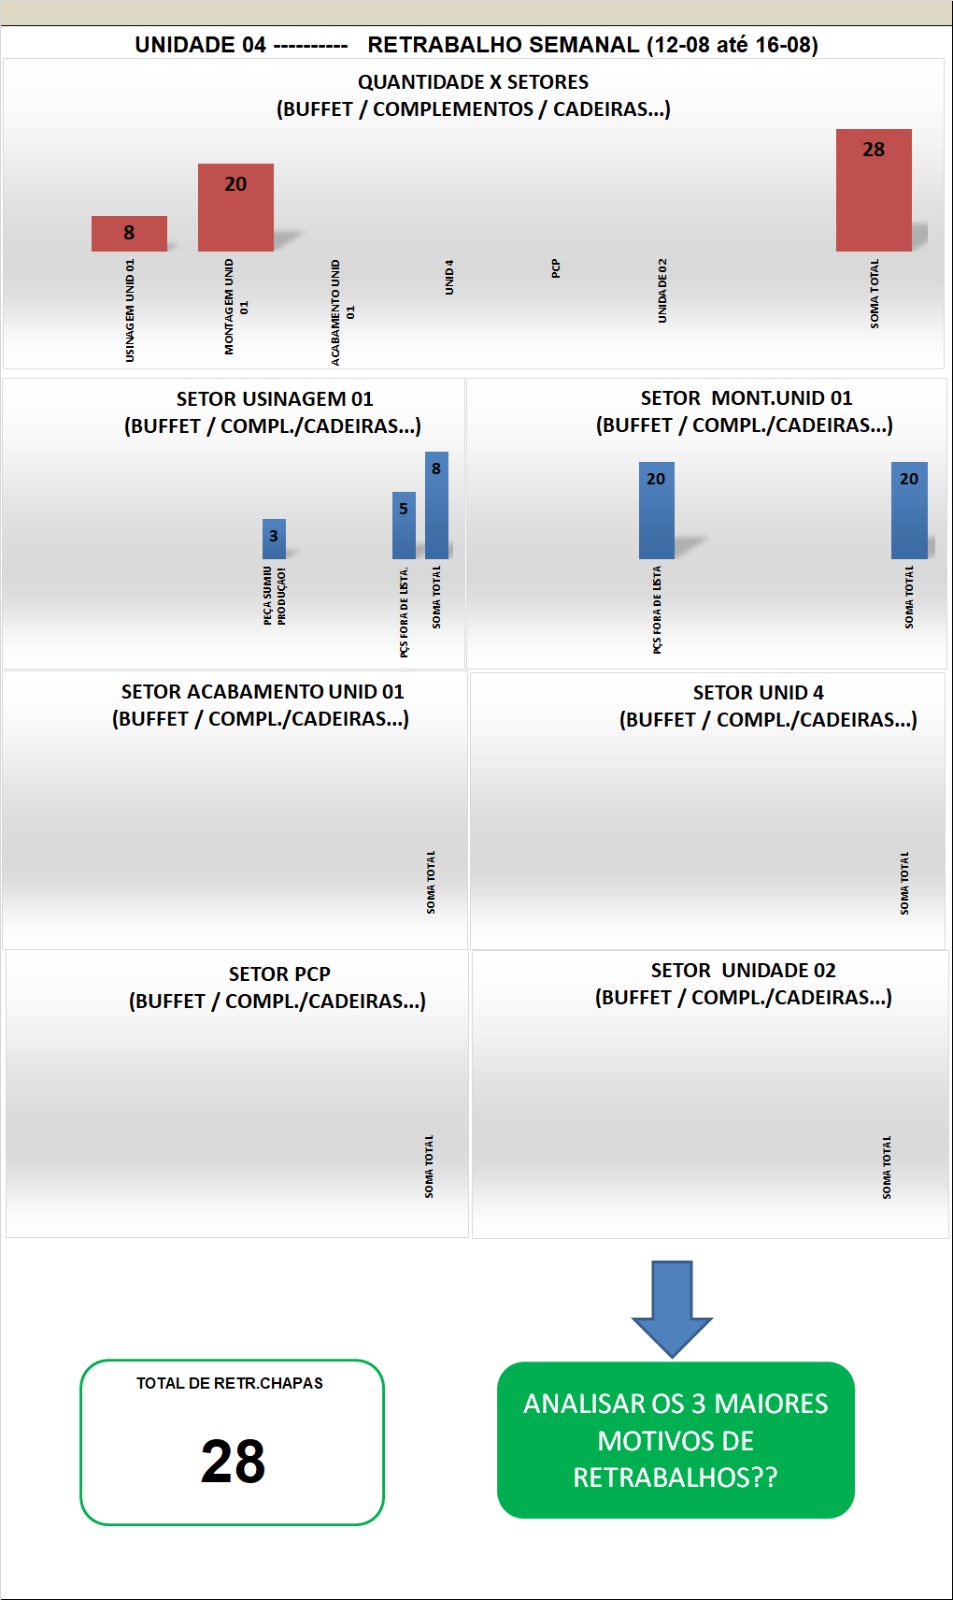 UNIDADE 04 ---------- RETRABALHO SEMANAL (12-08 até 16-08)
QUANTIDADE X SETORES
(BUFFET / COMPLEMENTOS / CADEIRAS...)
8
20
28
USINAGEM UNID 01
MONTAGEM UNID
01
ACABAMENTO UNID
01
UNID 4
PCP
UNIDADE 02
SOMA TOTAL
SETOR USINAGEM 01
(BUFFET / COMPL./CADEIRAS...)
3
5
8
PEÇA SUMIU
PRODUÇAO!
PÇS FORA DE LISTA.
SOMA TOTAL
SETOR MONT.UNID 01
(BUFFET / COMPL./CADEIRAS...)
20
20
PÇS FORA DE LISTA
SOMA TOTAL
SETOR ACABAMENTO UNID 01
(BUFFET / COMPL./CADEIRAS...)
SOMA TOTAL
SETOR UNID 4
(BUFFET / COMPL./CADEIRAS...)
SOMA TOTAL
SETOR PCP
(BUFFET / COMPL./CADEIRAS...)
SOMA TOTAL
SETOR UNIDADE 02
(BUFFET / COMPL./CADEIRAS...)
SOMA TOTAL
TOTAL DE RETR.CHAPAS
28
ANALISAR OS 3 MAIORES
MOTIVOS DE
RETRABALHOS??